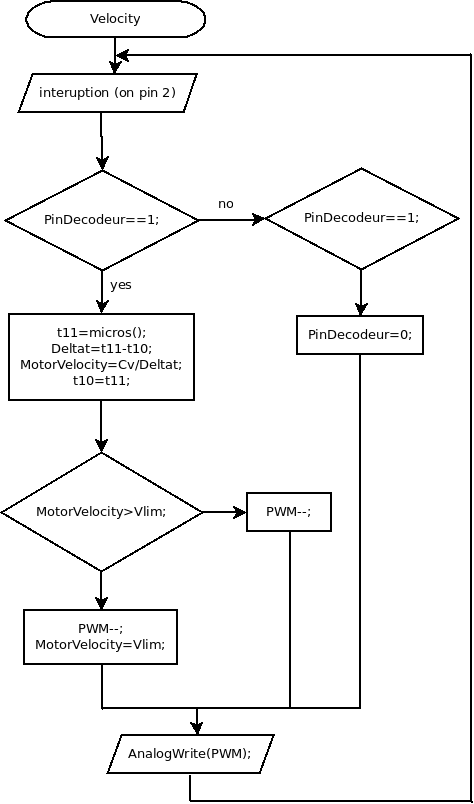 Velocity
interuption (on pin 2)
PinDecodeur==1;
no
PinDecodeur==1;
yes
t11=micros();
Deltat=t11-t10;
MotorVelocity=Cv/Deltat;
t10=t11;
PinDecodeur=0;
MotorVelocity>Vlim;
PWM--;
PWM--;
MotorVelocity=Vlim;
AnalogWrite(PWM);